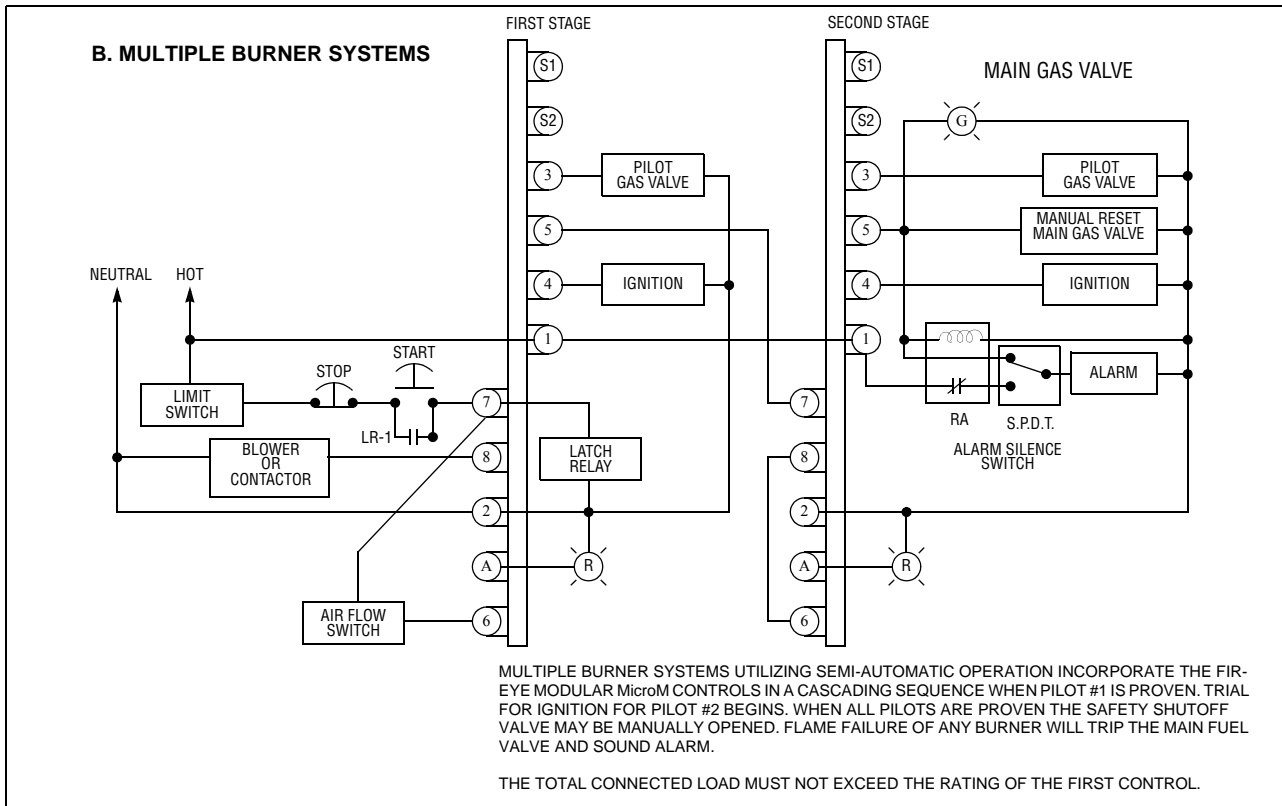 FIRST STAGE
SECOND STAGE
B. MULTIPLE BURNER SYSTEMS
MAIN GAS VALVE
S1
S1
S2
S2
G
3
PILOT
GAS VALVE
3
PILOT
GAS VALVE
5
5
MANUAL RESET
MAIN GAS VALVE
NEUTRAL
HOT
4
IGNITION
4
IGNITION
1
1
START
STOP
LIMIT
SWITCH
LR-1
7
7
ALARM
RA
S.P.D.T.
ALARM SILENCE
SWITCH
BLOWER
OR
CONTACTOR
8
LATCH
RELAY
8
2
2
A
R
A
R
AIR FLOW
SWITCH
6
6
MULTIPLE BURNER SYSTEMS UTILIZING SEMI-AUTOMATIC OPERATION INCORPORATE THE FIR-
EYE MODULAR MicroM CONTROLS IN A CASCADING SEQUENCE WHEN PILOT #1 IS PROVEN. TRIAL
FOR IGNITION FOR PILOT #2 BEGINS. WHEN ALL PILOTS ARE PROVEN THE SAFETY SHUTOFF
VALVE MAY BE MANUALLY OPENED. FLAME FAILURE OF ANY BURNER WILL TRIP THE MAIN FUEL
VALVE AND SOUND ALARM.
THE TOTAL CONNECTED LOAD MUST NOT EXCEED THE RATING OF THE FIRST CONTROL.